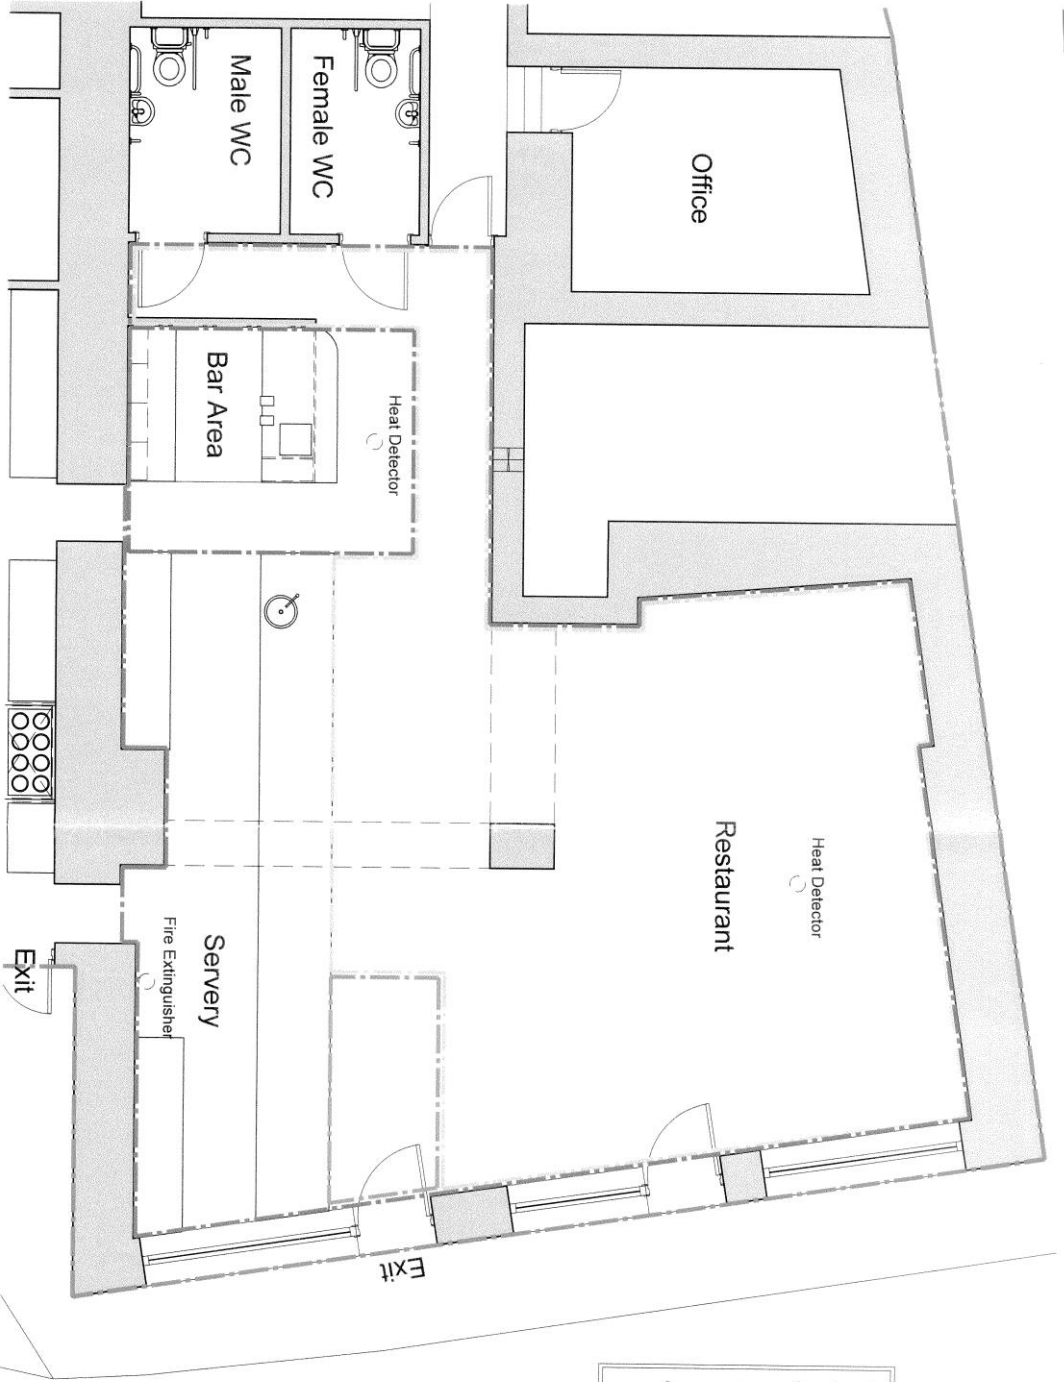 Male WC
Female WC
Office
Bar Area
Heat Detector
Restaurant
Heat Detector
Servery
Fire Extinguisher
Exit
Exit